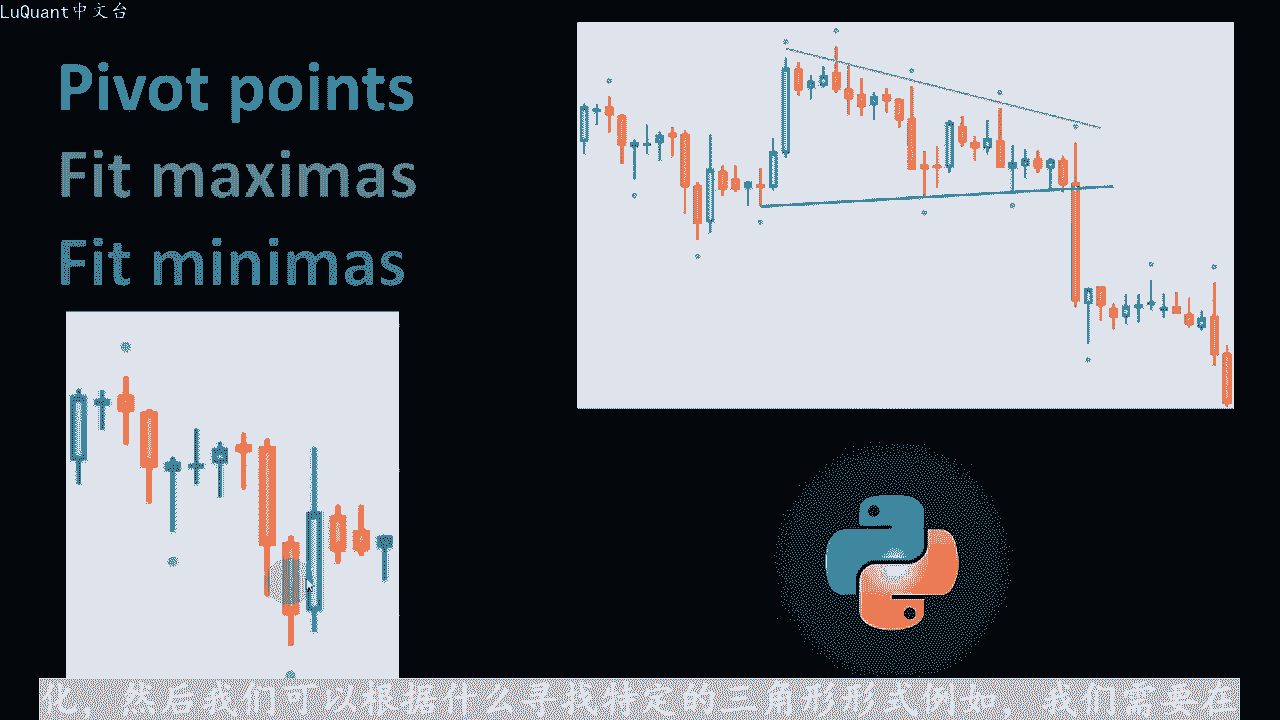 LuQuant中文台
Pivot points
Fit maximas
Fit minimas
化，然后我们可以根据什么寻找特定的三角形形式例如，我们需要在